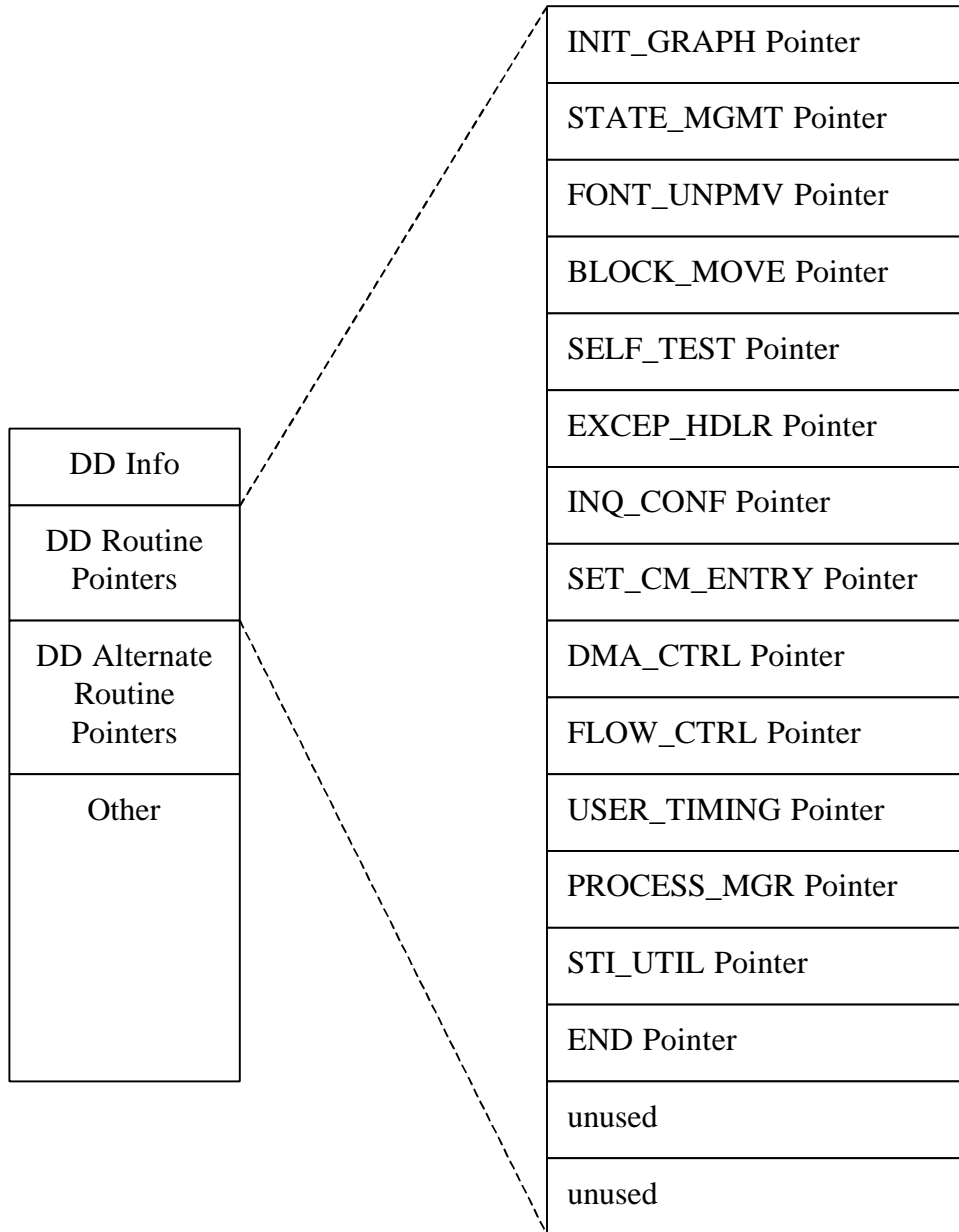 DD Info
DD Routine
Pointers
DD Alternate
Routine
Pointers
Other
INIT_GRAPH Pointer
STATE_MGMT Pointer
FONT_UNPMV Pointer
BLOCK_MOVE Pointer
SELF_TEST Pointer
EXCEP_HDLR Pointer
INQ_CONF Pointer
SET_CM_ENTRY Pointer
DMA_CTRL Pointer
FLOW_CTRL Pointer
USER_TIMING Pointer
PROCESS_MGR Pointer
STI_UTIL Pointer
END Pointer
unused
unused